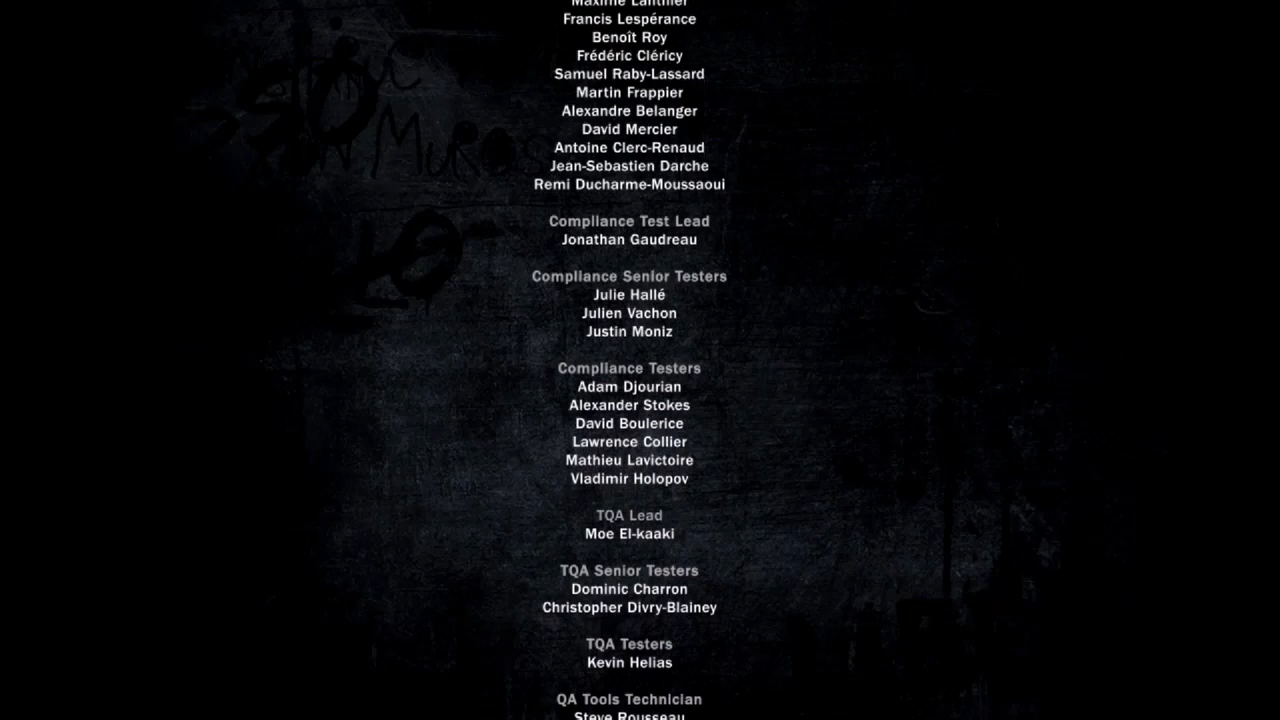 Maxime Lanthier
Francis Lespérance
Benoît Roy
Frédéric Cléricy
Samuel Raby-Lassard
Martin Frappier
Alexandre Belanger
David Mercier
Antoine Clerc-Renaud
Jean-Sebastien Darche
Remi Ducharme-Moussaoui
Compliance Test Lead
Jonathan Gaudreau
Compliance Senior Testers
Julie Hallé
Julien Vachon
Justin Moniz
Compliance Testers
Adam Djourian
Alexander Stokes
David Boulerice
Lawrence Collier
Mathieu Lavictoire
Vladimir Holopov
TQA Lead
Moe El-kaaki
TQA Senior Testers
Dominic Charron
Christopher Divry-Blainey
TQA Testers
Kevin Helias
QA Tools Technician
Steve Rousseau